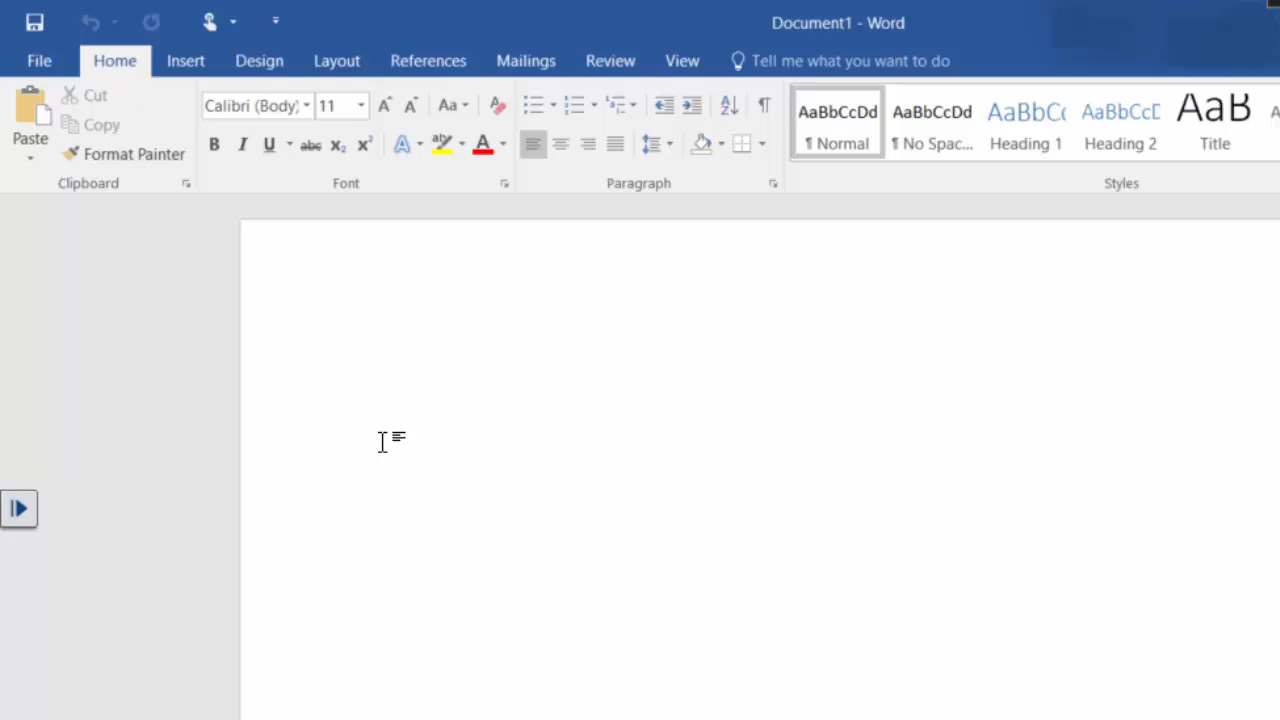 Document1 - Word
File Home Insert Design Layout References Mailings Review View Tell me what you want to do
Paste
Cut
Copy
Format Painter
Clipboard
Calibri (Body) 11
Aa
B I U abc X₂ X² A ab A
Font
A Z
¶
Paragraph
AaBbCcDd AaBbCcDd AaBbCc AaBbCcD AaB
¶ Normal ¶ No Spac... Heading 1 Heading 2 Title
Styles